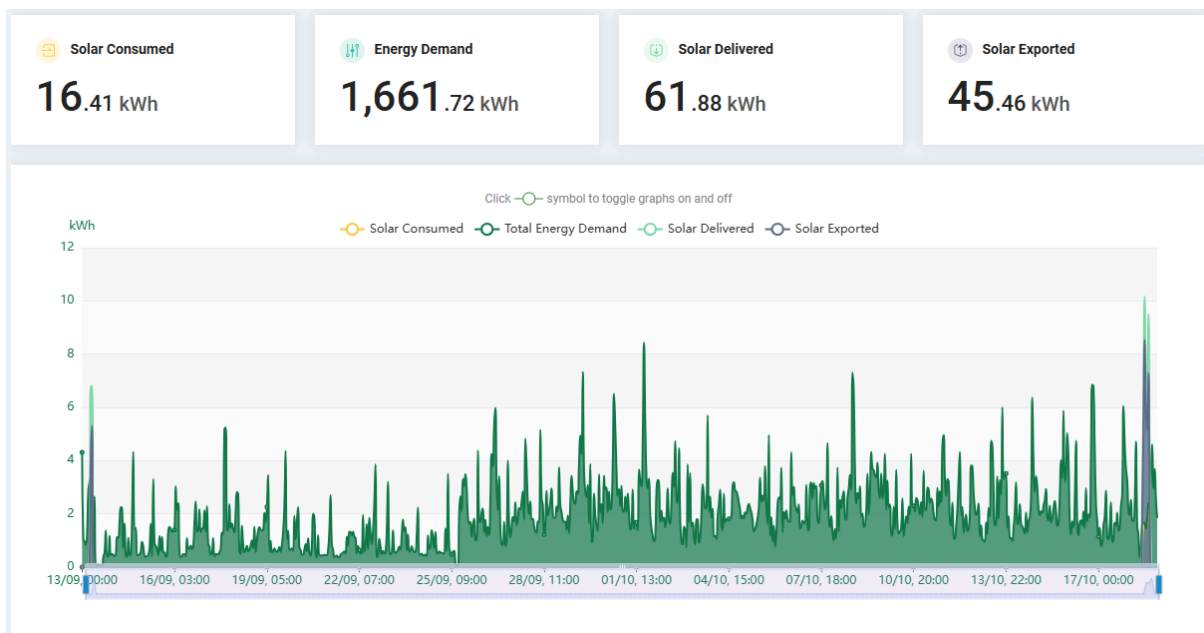 Solar Consumed
Energy Demand
Solar Delivered
Solar Exported
16.41 kWh
1,661.72 kWh
61.88 kWh
45.46 kWh
Click symbol to toggle graphs on and off
kWh
Solar Consumed
Total Energy Demand
Solar Delivered
Solar Exported
12
10
8
6
4
2
0
13/09, 00:00
16/09, 03:00
19/09, 05:00
22/09, 07:00
25/09, 09:00
28/09, 11:00
01/10, 13:00
04/10, 15:00
07/10, 18:00
10/10, 20:00
13/10, 22:00
17/10, 00:00